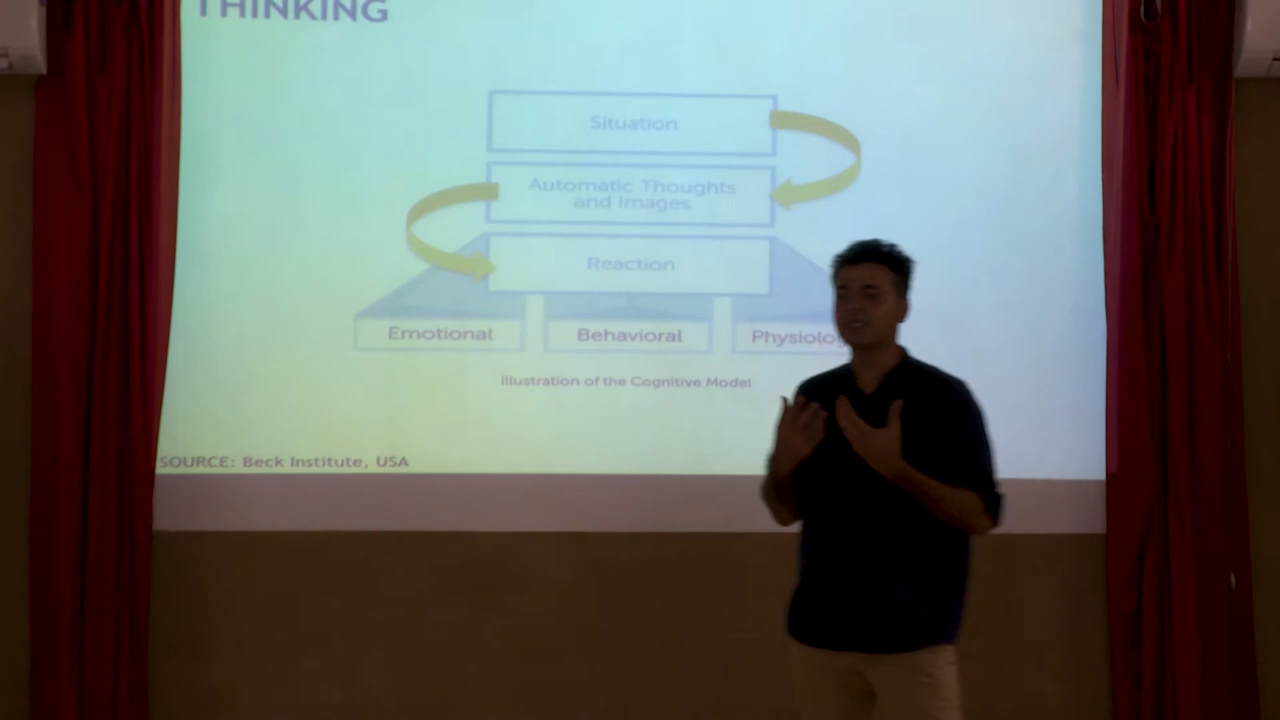 THINKING
Situation
Automatic Thoughts
and Images
Reaction
Emotional
Behavioral
Illustration of the Cognitive Model
SOURCE: Beck Institute, USA